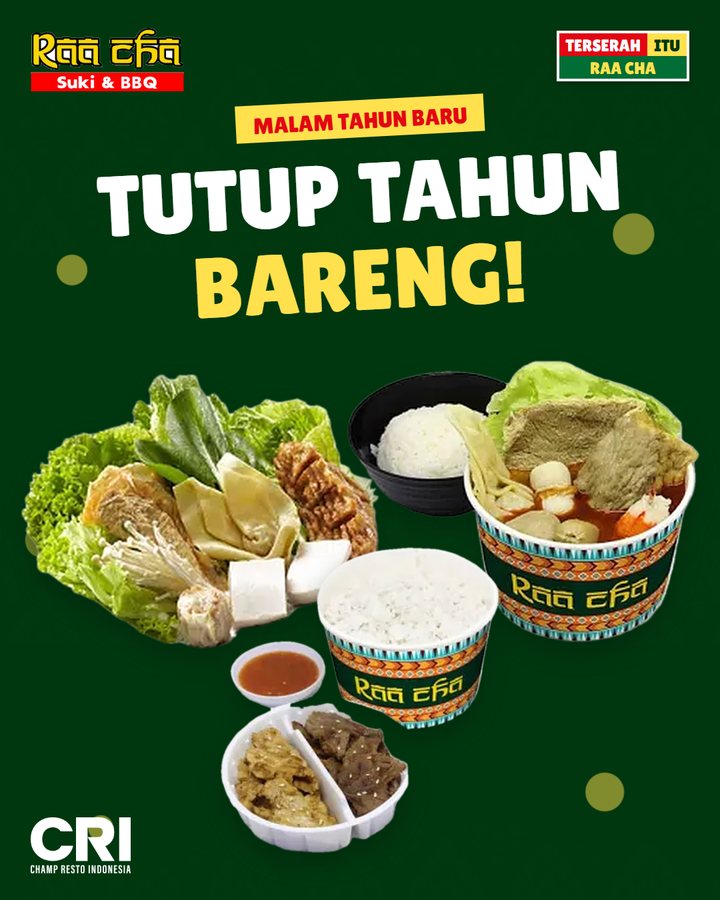 Raa cha
Suki & BBQ
TERSERAH ITU
RAA CHA
MALAM TAHUN BARU
TUTUP TAHUN
BARENG!
Raa cha
Raa cha
CRI
CHAMP RESTO INDONESIA